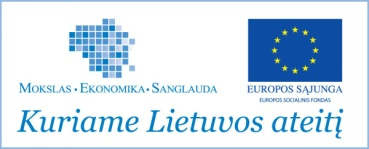 MOKSLAS • EKONOMIKA • SANGLAUDA
EUROPOS SĄJUNGA
EUROPOS SOCIALINIS FONDAS
Kuriame Lietuvos ateitį